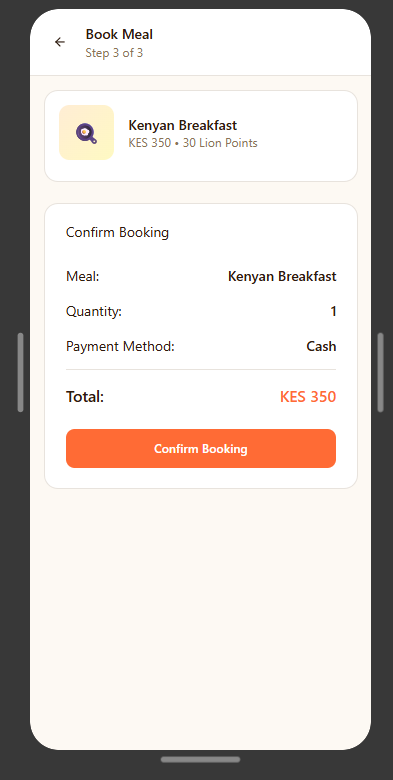 Book Meal
Step 3 of 3
Kenyan Breakfast
KES 350 • 30 Lion Points
Confirm Booking
Meal: Kenyan Breakfast
Quantity: 1
Payment Method: Cash
Total: KES 350
Confirm Booking